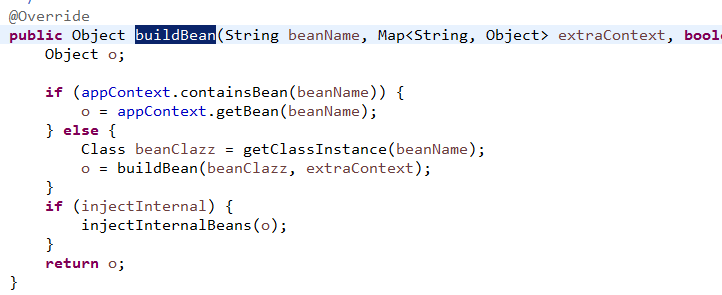 @Override
public Object buildBean(String beanName, Map<String, Object> extraContext, boole
Object o;
if (appContext.containsBean(beanName)) {
o = appContext.getBean(beanName);
} else {
Class beanClazz = getClassInstance(beanName);
o = buildBean(beanClazz, extraContext);
}
if (injectInternal) {
injectInternalBeans(o);
}
return o;
}